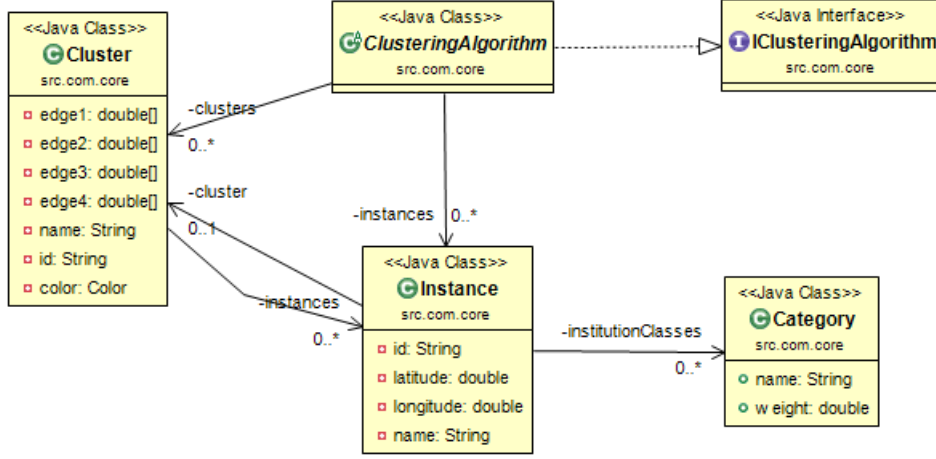 <<Java Class>>
Cluster
src.com.core
edge1: double[]
edge2: double[]
edge3: double[]
edge4: double[]
name: String
id: String
color: Color
<<Java Class>>
ClusteringAlgorithm
src.com.core
<<Java Interface>>
IClusteringAlgorithm
src.com.core
-clusters
0..*
-cluster
0..1
-instances
0..*
-instances
0..*
<<Java Class>>
Instance
src.com.core
id: String
latitude: double
longitude: double
name: String
-institutionClasses
0..*
<<Java Class>>
Category
src.com.core
name: String
weight: double